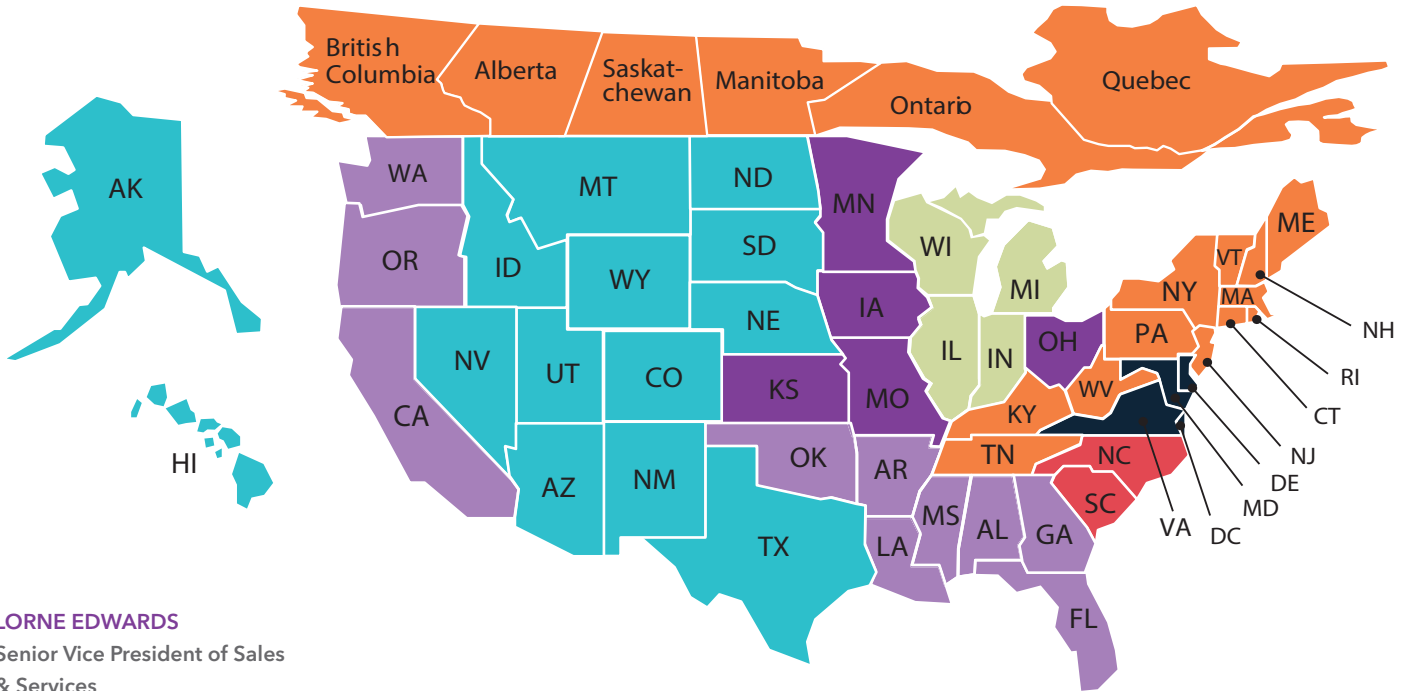 British
Columbia
Alberta
Saskat-
chewan
Manitoba
Ontario
Quebec
AK
WA
MT
ND
MN
OR
ID
WY
SD
WI
MI
ME
VT
NY
MA
NH
NV
UT
CO
NE
IA
IL
IN
OH
PA
RI
CA
KS
MO
KY
WV
CT
HI
AZ
NM
OK
AR
TN
NC
NJ
DE
MD
DC
VA
TX
LA
MS
AL
GA
SC
FL
LORNE EDWARDS
Senior Vice President of Sales
& Services